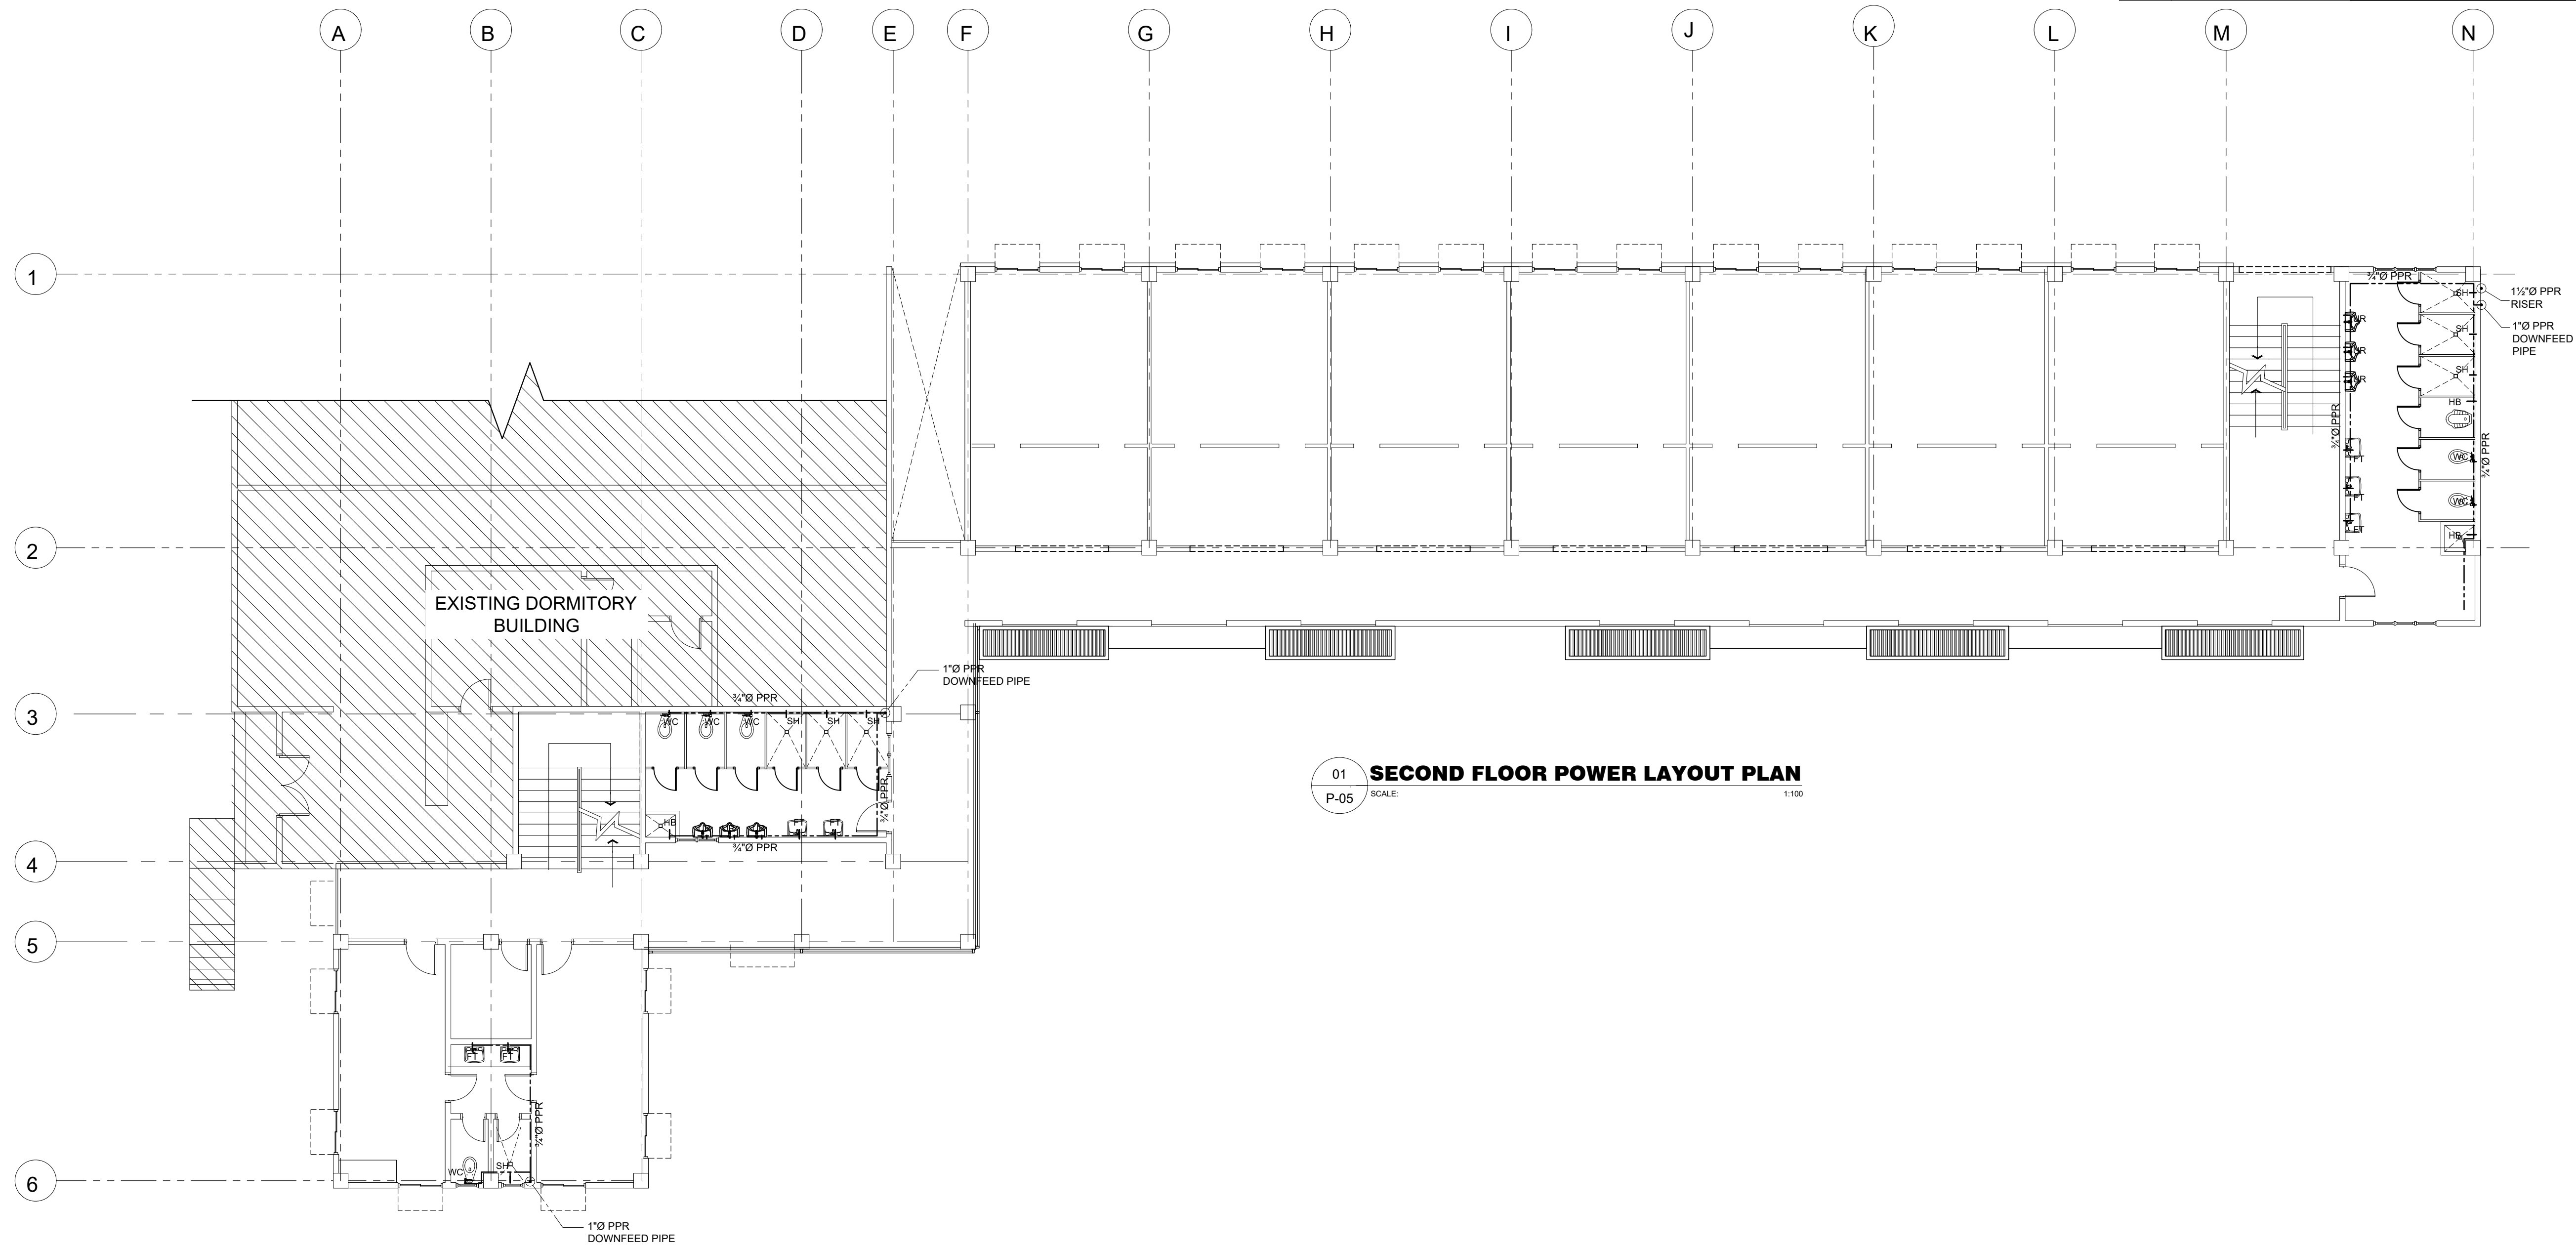 A B C D E F G H I J K L M N
1
¾"Ø PPR
1½"Ø PPR
RISER
1"Ø PPR
DOWNFEED
PIPE
SH
UR
SH
UR
SH
UR
HB
¾"Ø PPR
¾"Ø PPR
WC
FT
WC
FT
FT
HB
2
EXISTING DORMITORY
BUILDING
1"Ø PPR
DOWNFEED PIPE
¾"Ø PPR
3
WC WC WC SH SH SH
¾"Ø PPR
HB FT FT
¾"Ø PPR
01
P-05
SECOND FLOOR POWER LAYOUT PLAN
SCALE: 1:100
4
5
FT FT
¾"Ø PPR
WC SH
6
1"Ø PPR
DOWNFEED PIPE